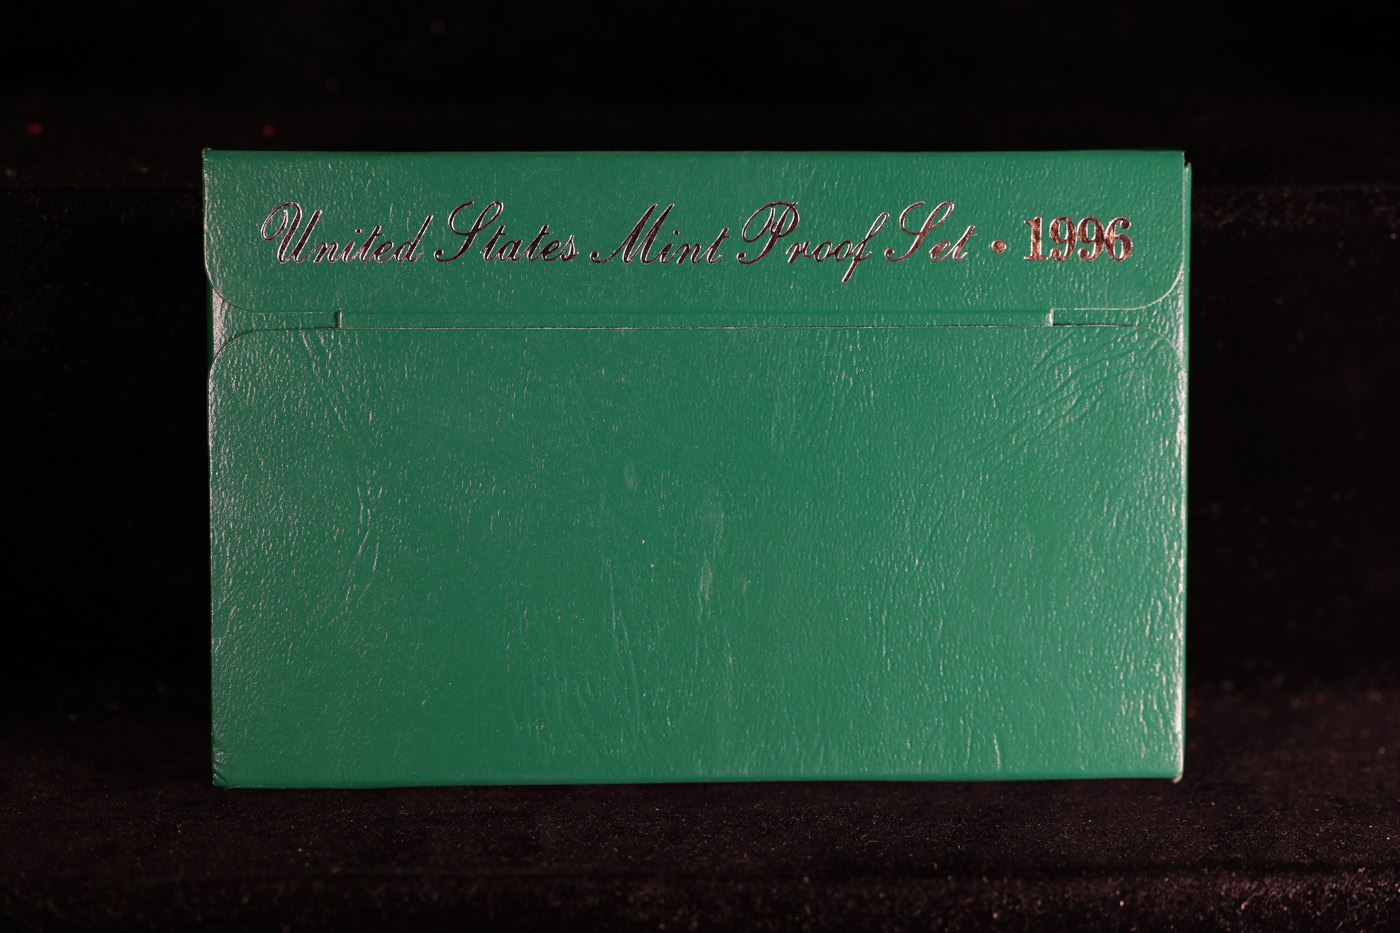 United States Mint Proof Set • 1996